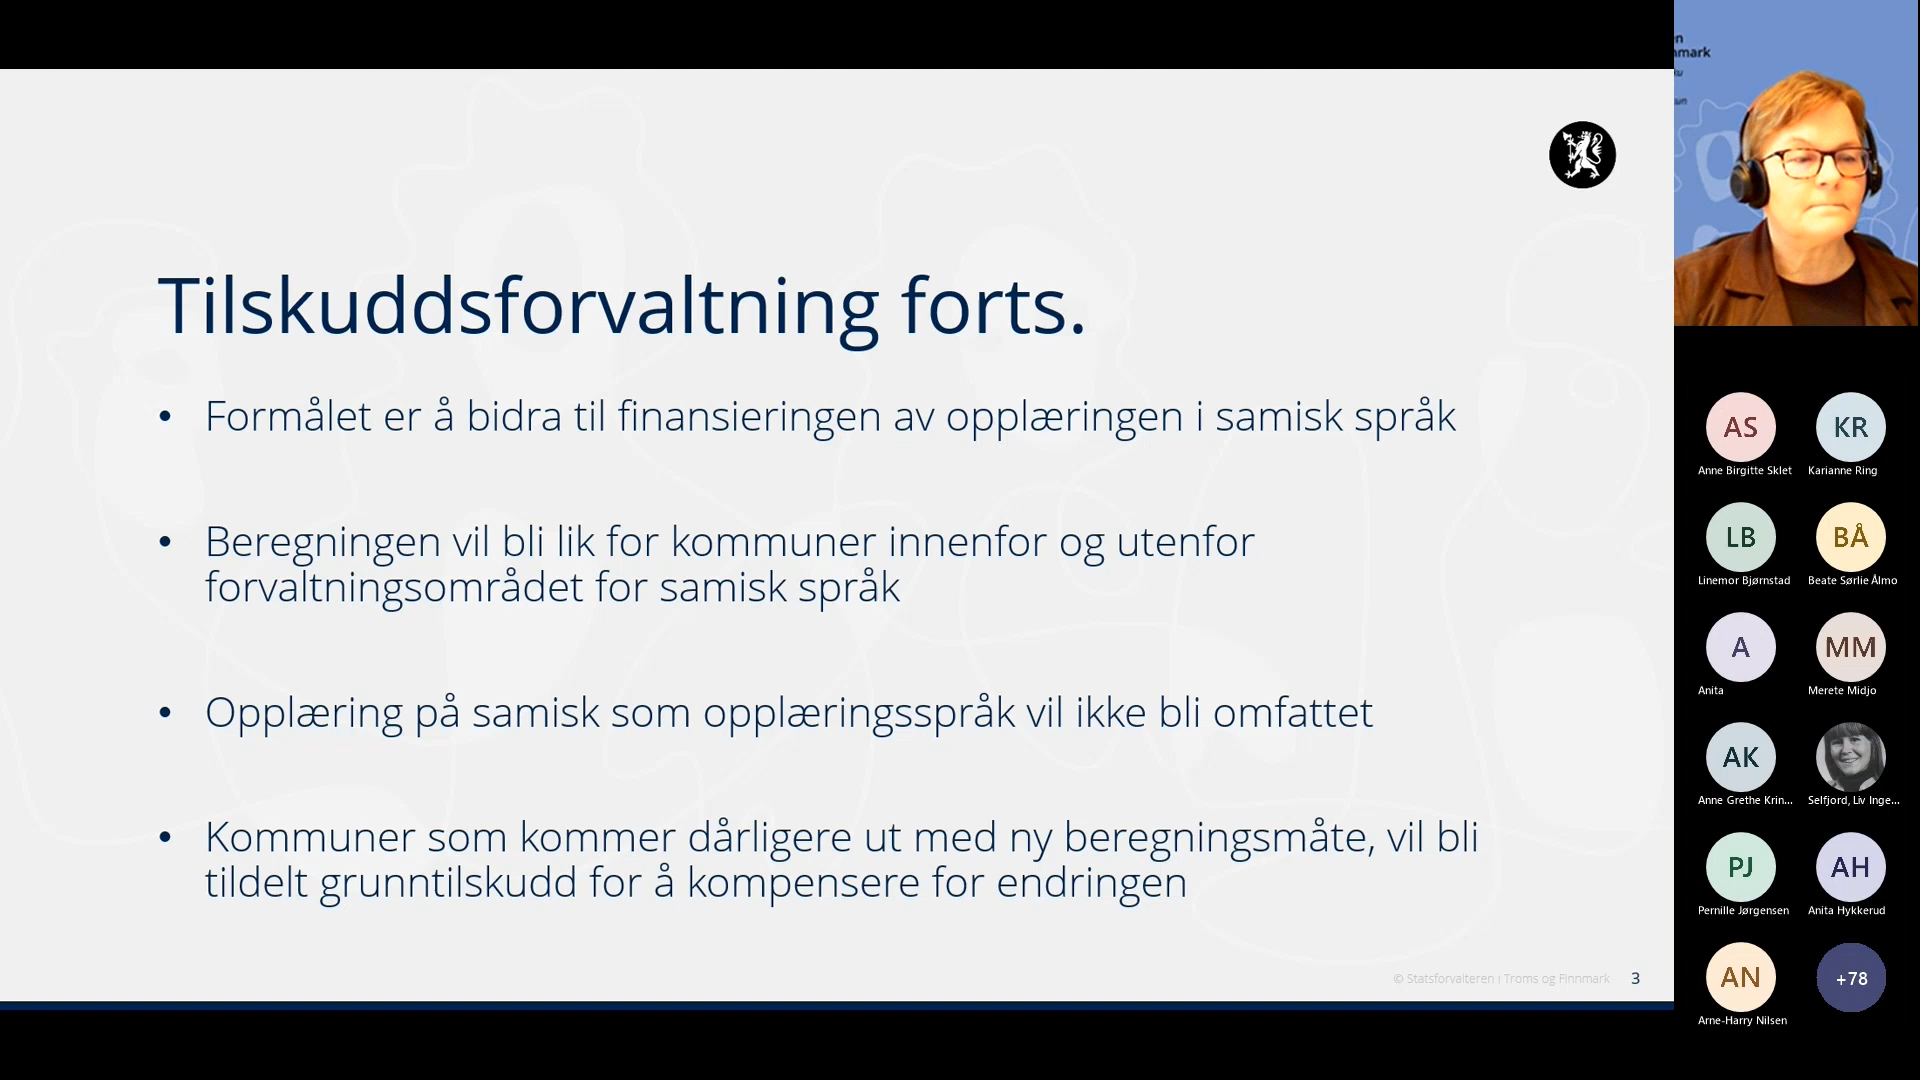 Tilskuddsforvaltning forts.
• Formålet er å bidra til finansieringen av opplæringen i samisk språk
• Beregningen vil bli lik for kommuner innenfor og utenfor
forvaltningsområdet for samisk språk
• Opplæring på samisk som opplæringsspråk vil ikke bli omfattet
• Kommuner som kommer dårligere ut med ny beregningsmåte, vil bli
tildelt grunntilskudd for å kompensere for endringen
© Statsforvalteren i Troms og Finnmark 3
AS KR
Anne Birgitte Sklet Karianne Ring
LB BÅ
Linemor Bjørnstad Beate Sørlie Ålmo
A MM
Anita Merete Midjo
AK
Anne Grethe Krin... Selfjord, Liv Inge...
PJ AH
Pernille Jørgensen Anita Hykkerud
AN +78
Arne-Harry Nilsen